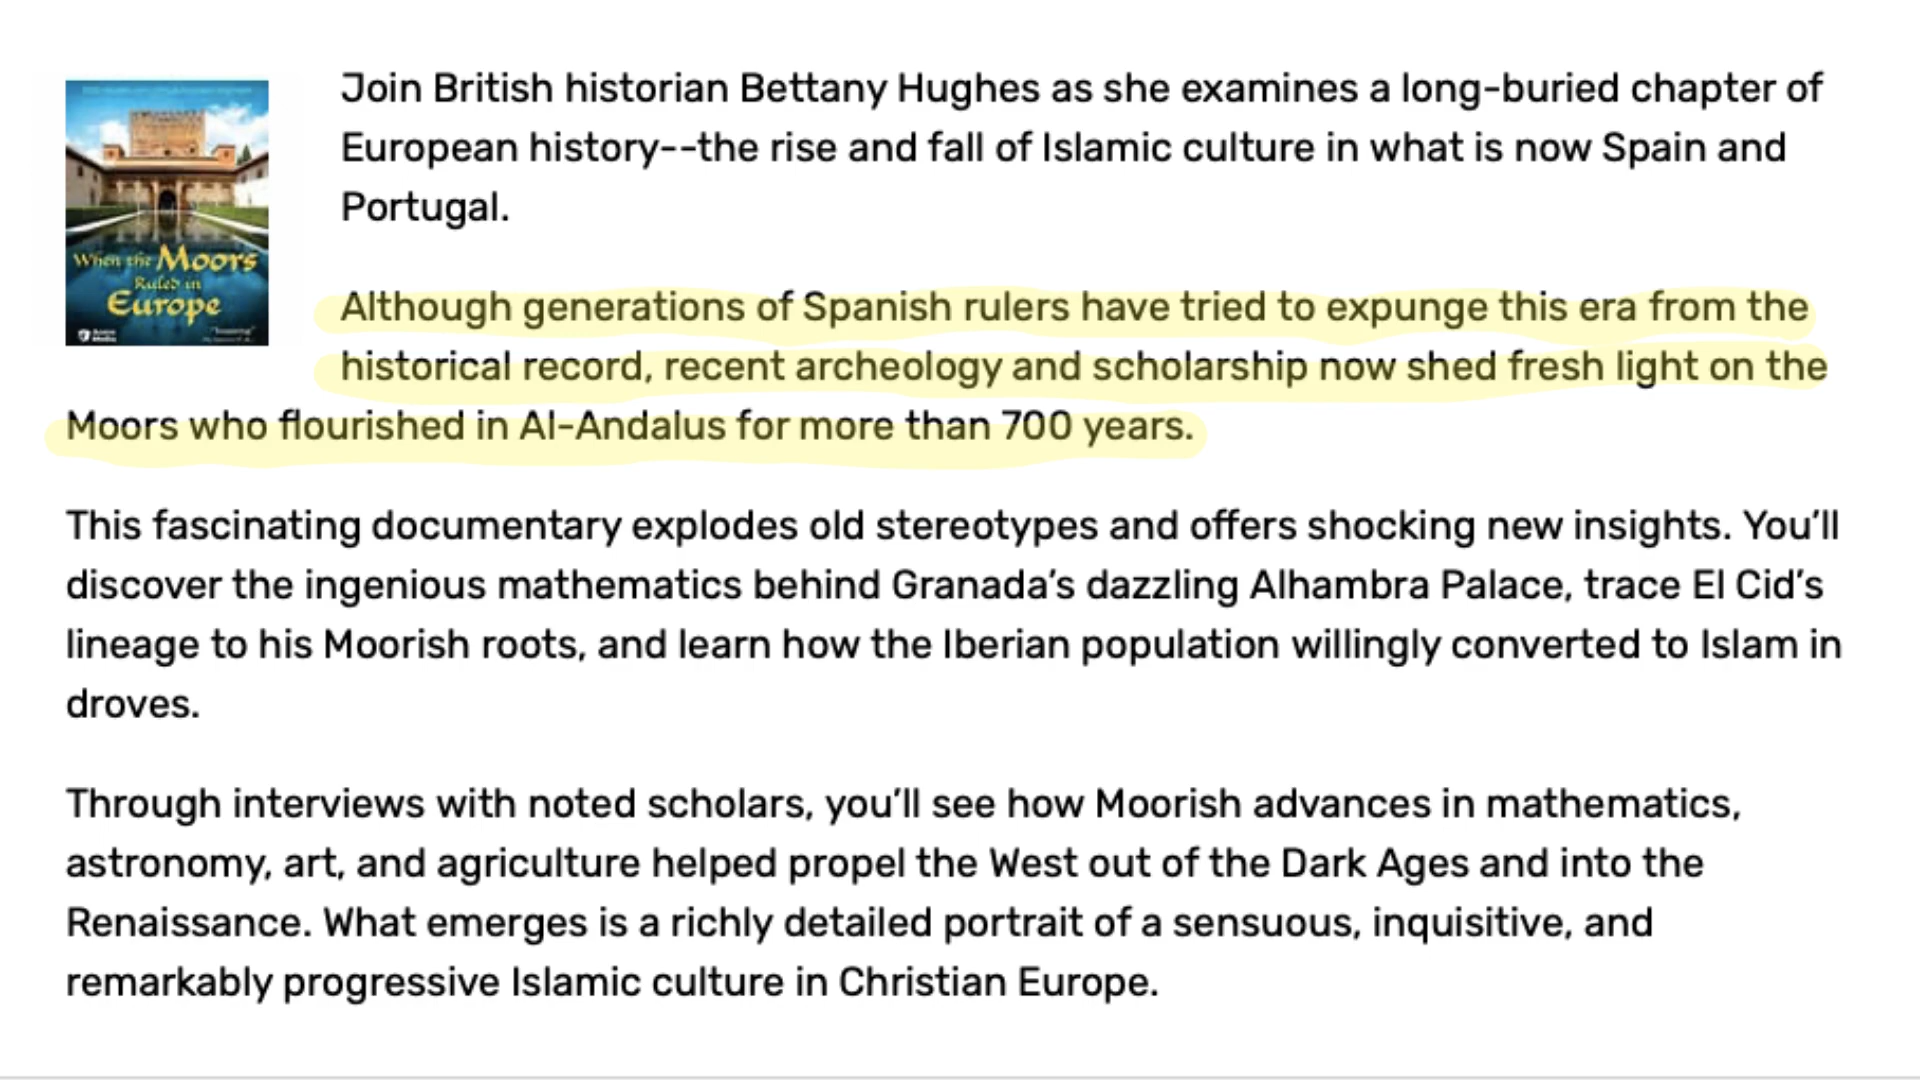 Join British historian Bettany Hughes as she examines a long-buried chapter of
European history--the rise and fall of Islamic culture in what is now Spain and
Portugal.
When the Moors
Ruled in
Europe
Although generations of Spanish rulers have tried to expunge this era from the
historical record, recent archeology and scholarship now shed fresh light on the
Moors who flourished in Al-Andalus for more than 700 years.
This fascinating documentary explodes old stereotypes and offers shocking new insights. You’ll
discover the ingenious mathematics behind Granada’s dazzling Alhambra Palace, trace El Cid’s
lineage to his Moorish roots, and learn how the Iberian population willingly converted to Islam in
droves.
Through interviews with noted scholars, you’ll see how Moorish advances in mathematics,
astronomy, art, and agriculture helped propel the West out of the Dark Ages and into the
Renaissance. What emerges is a richly detailed portrait of a sensuous, inquisitive, and
remarkably progressive Islamic culture in Christian Europe.